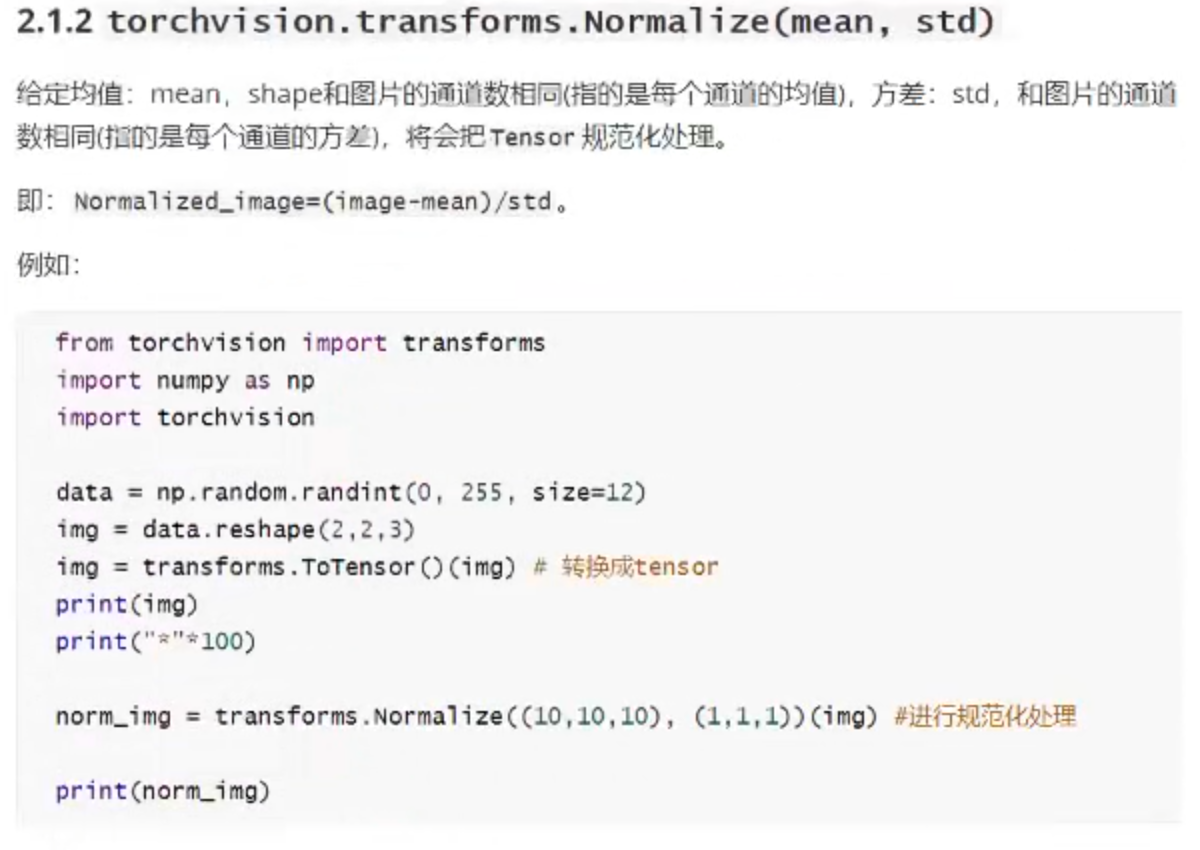 2.1.2 torchvision.transforms.Normalize(mean, std)
给定均值：mean，shape和图片的通道数相同(指的是每个通道的均值)，方差：std，和图片的通道
数相同(指的是每个通道的方差)，将会把Tensor 规范化处理。
即：Normalized_image=(image-mean)/std。
例如：
from torchvision import transforms
import numpy as np
import torchvision
data = np.random.randint(0, 255, size=12)
img = data.reshape(2,2,3)
img = transforms.ToTensor()(img) # 转换成tensor
print(img)
print("*"*100)
norm_img = transforms.Normalize((10,10,10), (1,1,1))(img) #进行规范化处理
print(norm_img)